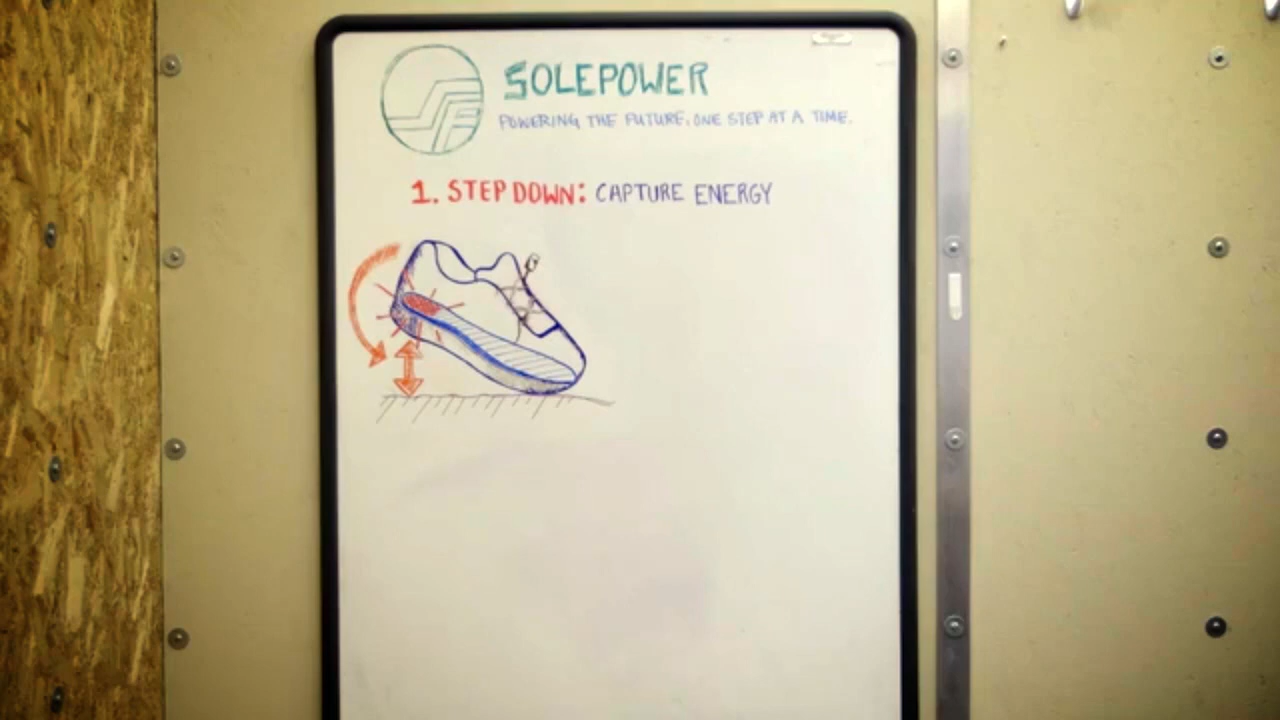 SOLEPOWER
POWERING THE FUTURE, ONE STEP AT A TIME.
1. STEP DOWN: CAPTURE ENERGY